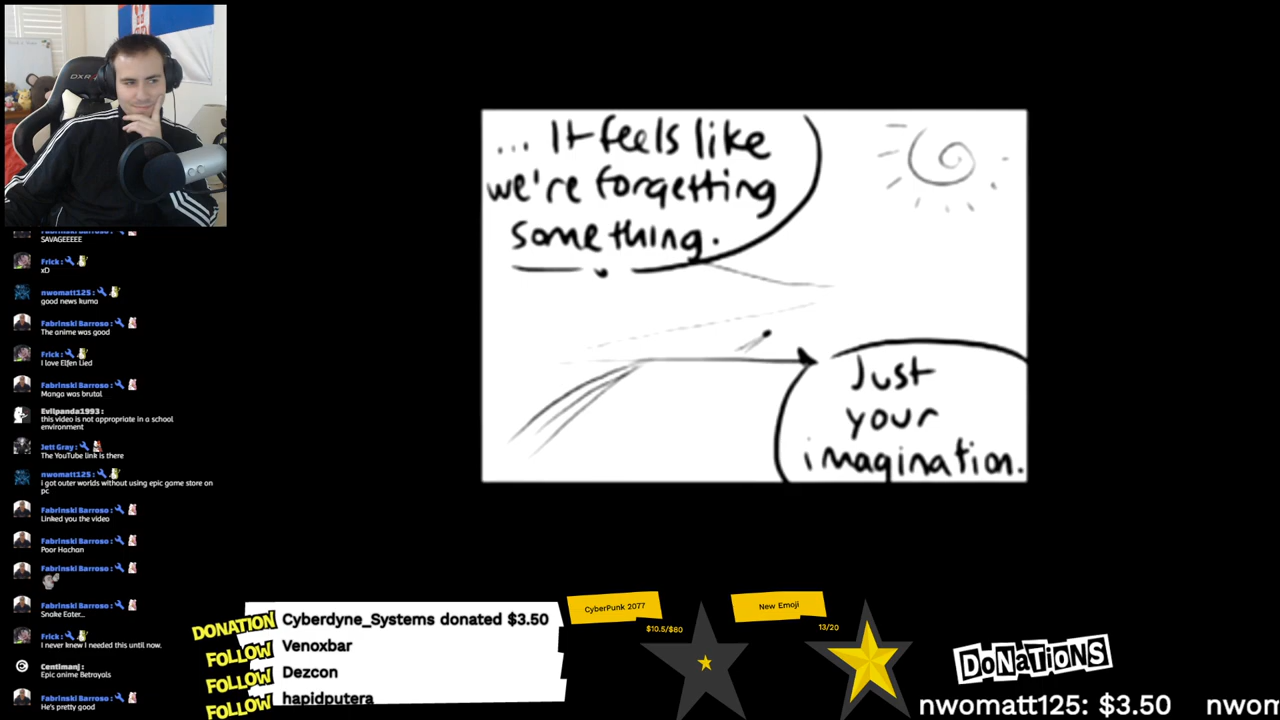 DXR
... It feels like
we're forgetting
something.
Just
your
imagination.
Fabrinski Barroso :
SAVAGEEEEE
Frick :
xD
nwomatt125 :
good news kuma
Fabrinski Barroso :
The anime was good
Frick :
I love Elfen Lied
Fabrinski Barroso :
Manga was brutal
Evilpanda1993 :
this video is not appropriate in a school
environment
Jett Gray :
The YouTube link is there
nwomatt125 :
I got outer worlds without using epic game store on
pc
Fabrinski Barroso :
Linked you the video
Fabrinski Barroso :
Poor Hachan
Fabrinski Barroso :
Fabrinski Barroso :
Snake Eater...
Frick :
I never knew I needed this until now.
Centimanj :
Epic anime Betrayals
Fabrinski Barroso :
He's pretty good
DONATION Cyberdyne_Systems donated $3.50
FOLLOW Venoxbar
FOLLOW Dezcon
FOLLOW hapidputera
CyberPunk 2077
$10.5/$60
New Emoji
13/20
DONATIONS
nwomatt125: $3.50 nwom